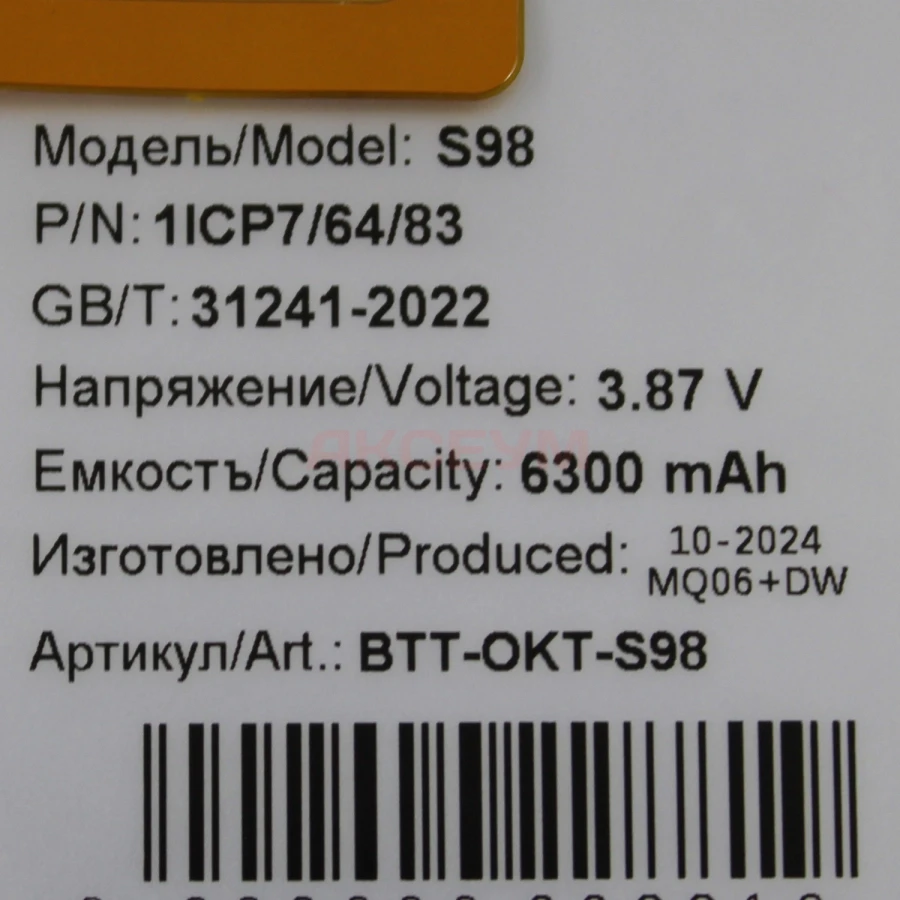 Модель/Model: S98
P/N: 1ICP7/64/83
GB/T: 31241-2022
Напряжение/Voltage: 3.87 V
АКСЕУМ
Емкостъ/Capacity: 6300 mAh
Изготовлено/Produced: 10-2024
MQ06+DW
Артикул/Art.: BTT-OKT-S98